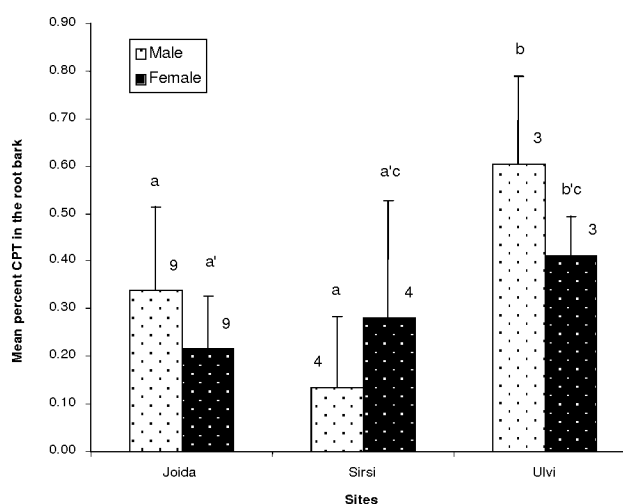 0.90
0.80
0.70
0.60
0.50
0.40
0.30
0.20
0.10
0.00
Mean percent CPT in the root bark
Male
Female
a
9
a'
9
a
4
a'c
4
b
3
b'c
3
Joida
Sirsi
Ulvi
Sites